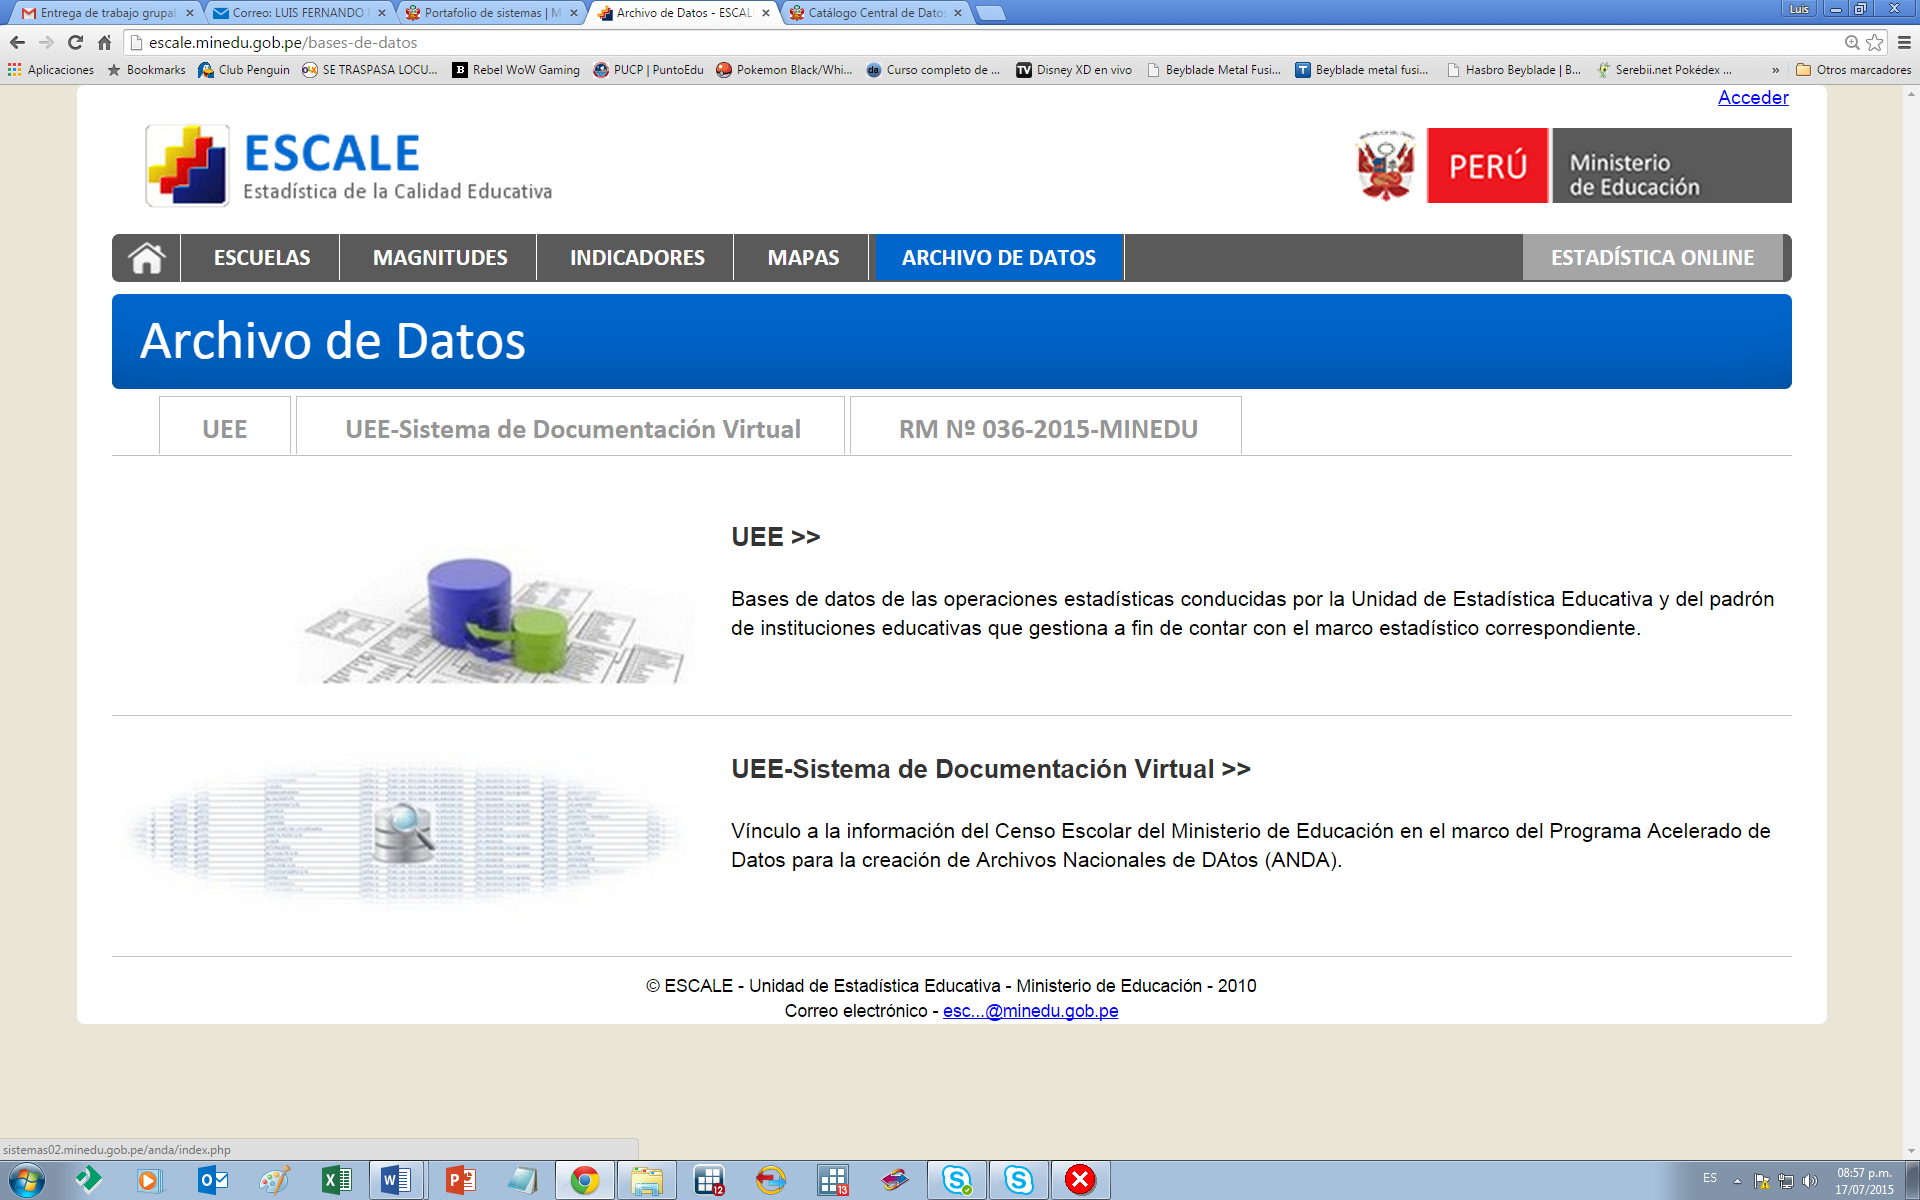 Entrega de trabajo grupal
Correo: LUIS FERNANDO
Portafolio de sistemas | M
Archivo de Datos - ESCAL
Catálogo Central de Dato
Luis
escale.minedu.gob.pe/bases-de-datos
Aplicaciones
Bookmarks
Club Penguin
SE TRASPASA LOCU...
Rebel WoW Gaming
PUCP | PuntoEdu
Pokemon Black/Whi...
Curso completo de ...
Disney XD en vivo
Beyblade Metal Fusi...
Beyblade metal fusi...
Hasbro Beyblade | B...
Serebii.net Pokédex ...
»
Otros marcadores
Acceder
ESCALE
Estadística de la Calidad Educativa
PERÚ
Ministerio
de Educación
ESCUELAS
MAGNITUDES
INDICADORES
MAPAS
ARCHIVO DE DATOS
ESTADÍSTICA ONLINE
Archivo de Datos
UEE
UEE-Sistema de Documentación Virtual
RM Nº 036-2015-MINEDU
UEE >>
Bases de datos de las operaciones estadísticas conducidas por la Unidad de Estadística Educativa y del padrón
de instituciones educativas que gestiona a fin de contar con el marco estadístico correspondiente.
UEE-Sistema de Documentación Virtual >>
Vínculo a la información del Censo Escolar del Ministerio de Educación en el marco del Programa Acelerado de
Datos para la creación de Archivos Nacionales de DAtos (ANDA).
© ESCALE - Unidad de Estadística Educativa - Ministerio de Educación - 2010
Correo electrónico - esc...@minedu.gob.pe
sistemas02.minedu.gob.pe/anda/index.php
ES
08:57 p.m.
17/07/2015